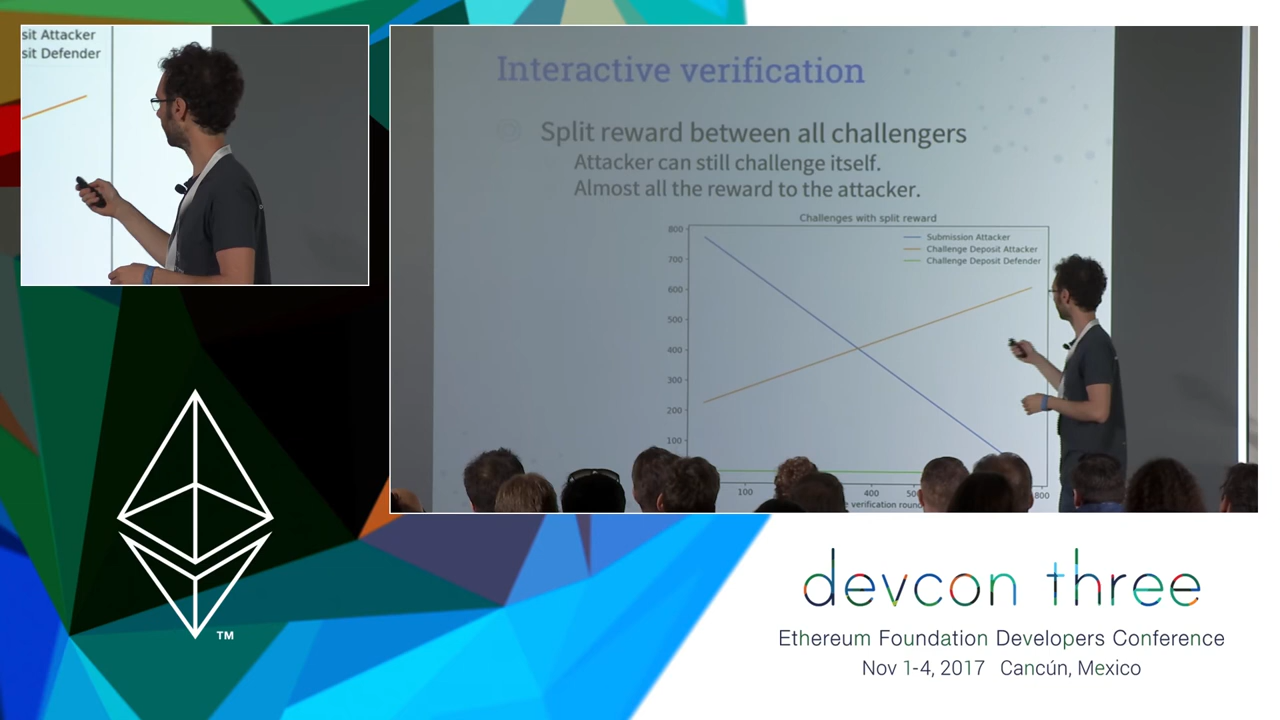 sit Attacker
sit Defender
Interactive verification
Split reward between all challengers
Attacker can still challenge itself.
Almost all the reward to the attacker.
Challenges with split reward
800
700
600
500
400
300
200
100
Submission Attacker
Challenge Deposit Attacker
Challenge Deposit Defender
100
400
800
verification round
TM
devcon three
Ethereum Foundation Developers Conference
Nov 1-4, 2017 Cancún, Mexico